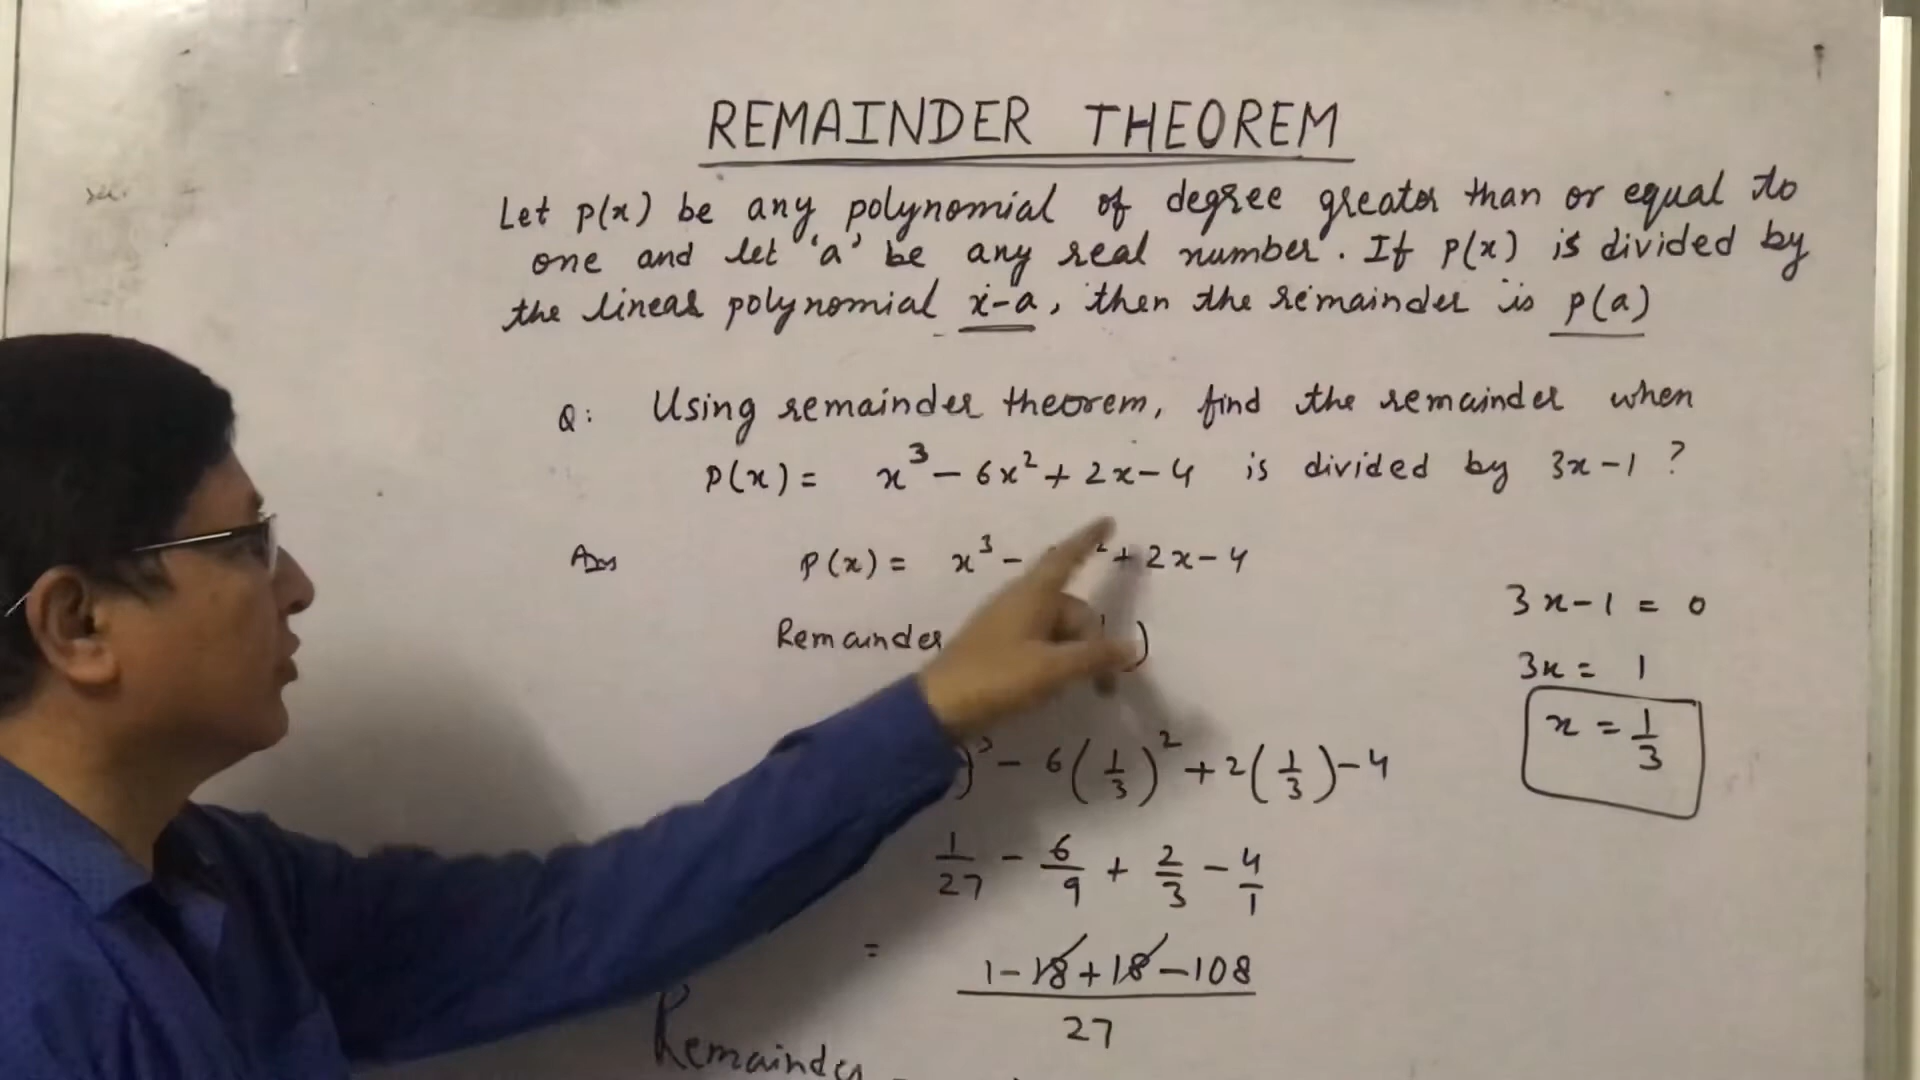 REMAINDER THEOREM
Let p(x) be any polynomial of degree greater than or equal to
one and let 'a' be any real number. If p(x) is divided by
the linear polynomial x-a, then the remainder is p(a)
Q: Using remainder theorem, find the remainder when
p(x) = x³ - 6x² + 2x - 4 is divided by 3x - 1 ?
Ans p(x) = x³ - ² + 2x - 4
3x - 1 = 0
Remainder )
3x = 1
x = 1/3
)³ - 6(1/3)² + 2(1/3) - 4
1/27 - 6/9 + 2/3 - 4/1
= (1 - 18 + 18 - 108)/27
Remainder